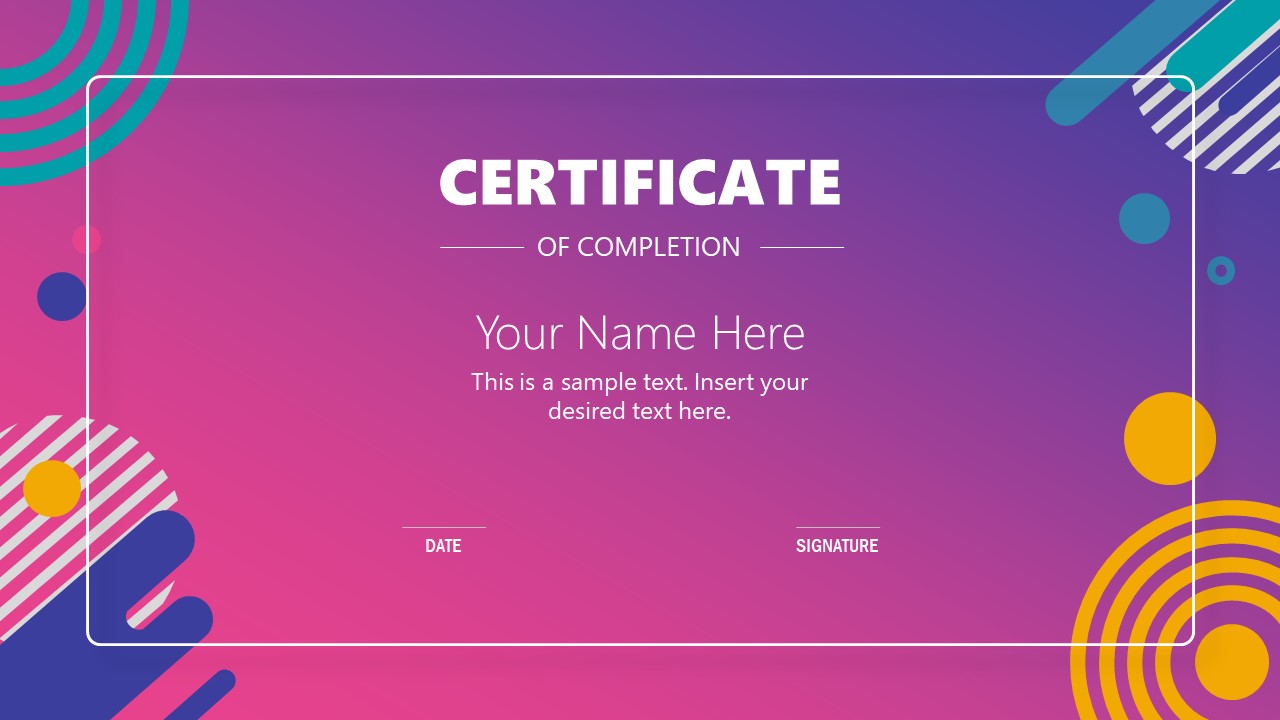 CERTIFICATE
OF COMPLETION
Your Name Here
This is a sample text. Insert your
desired text here.
DATE
SIGNATURE